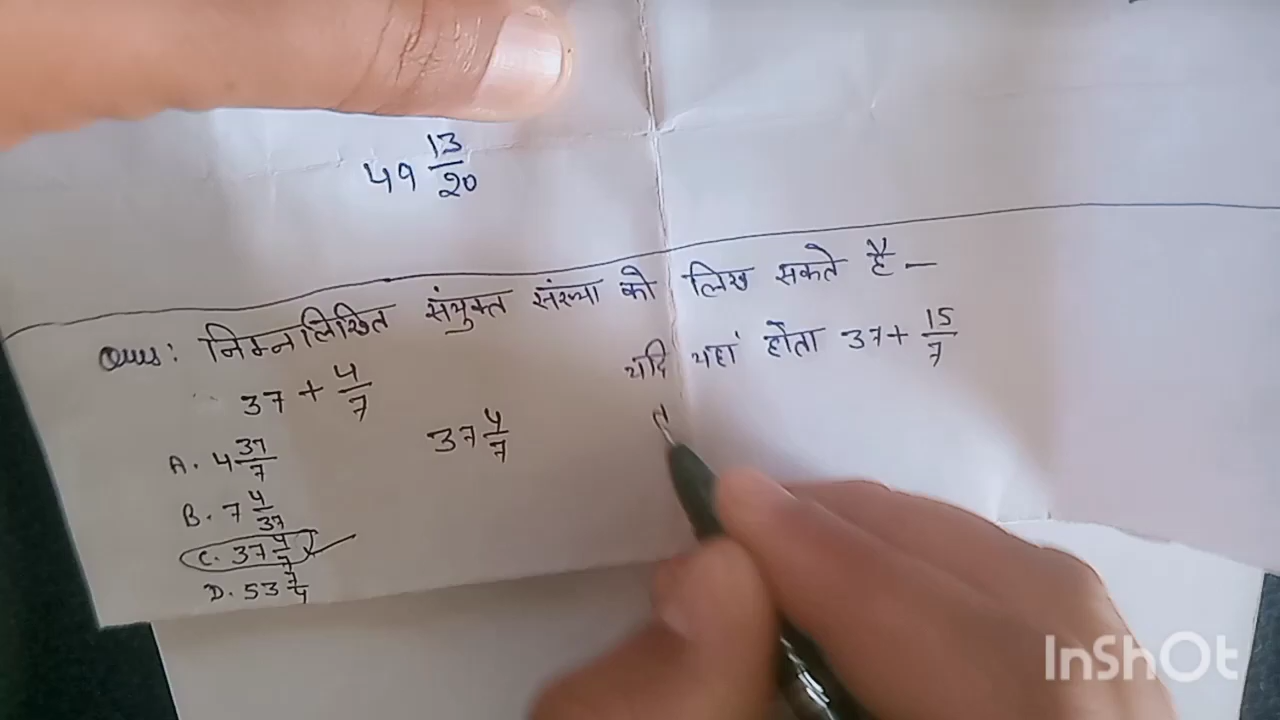 49 13/20
Ques: निम्नलिखित संयुक्त संख्या को लिख सकते है —
37 + 4/7
A. 4 37/7
B. 7 4/37
C. 37 4/7
D. 53 7/4
37 4/7
यदि यहां होता 37 + 15/7
InShOt